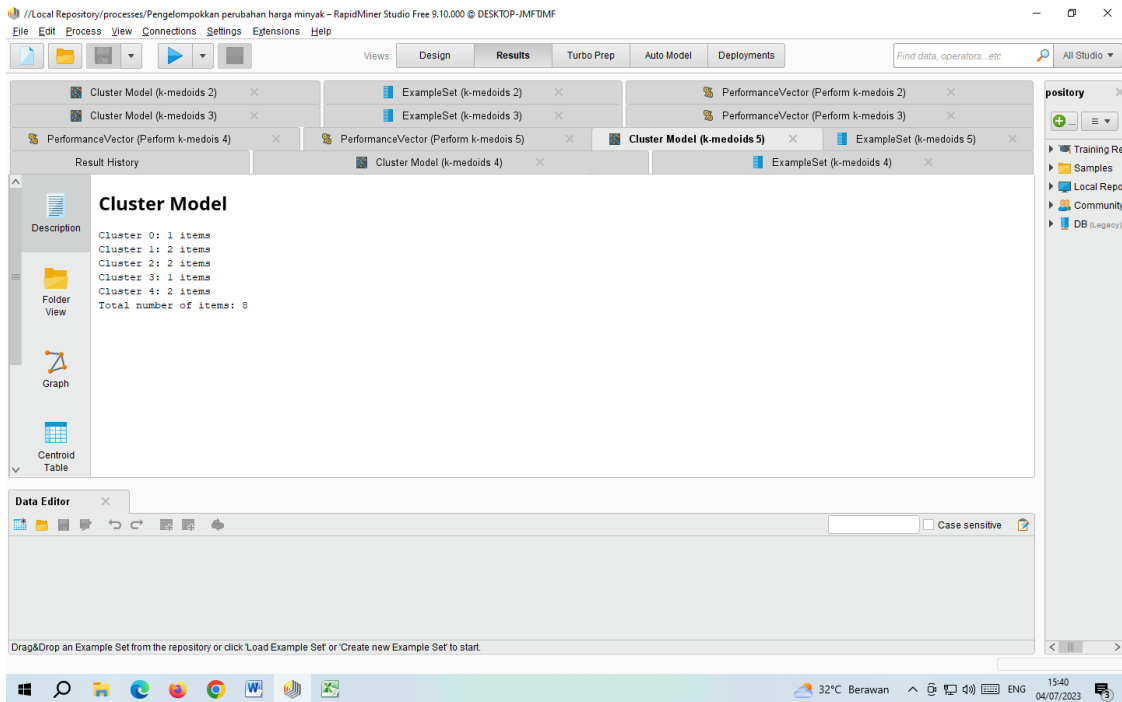 //Local Repository/processes/Pengelompokkan perubahan harga minyak – RapidMiner Studio Free 9.10.000 @ DESKTOP-JMFTJMF
File Edit Process View Connections Settings Extensions Help
Views: Design Results Turbo Prep Auto Model Deployments Find data, operators...etc All Studio
Cluster Model (k-medoids 2) ExampleSet (k-medoids 2) PerformanceVector (Perform k-medois 2)
Cluster Model (k-medoids 3) ExampleSet (k-medoids 3) PerformanceVector (Perform k-medois 3)
PerformanceVector (Perform k-medois 4) PerformanceVector (Perform k-medois 5) Cluster Model (k-medoids 5) ExampleSet (k-medoids 5)
Result History Cluster Model (k-medoids 4) ExampleSet (k-medoids 4)
pository
...
Training Re
Samples
Local Repo
Community
DB (Legacy)
Description
Folder
View
Graph
Centroid
Table
Cluster Model
Cluster 0: 1 items
Cluster 1: 2 items
Cluster 2: 2 items
Cluster 3: 1 items
Cluster 4: 2 items
Total number of items: 8
Data Editor
Case sensitive
Drag&Drop an Example Set from the repository or click 'Load Example Set' or 'Create new Example Set' to start.
32°C Berawan ENG 15:40
04/07/2023
3